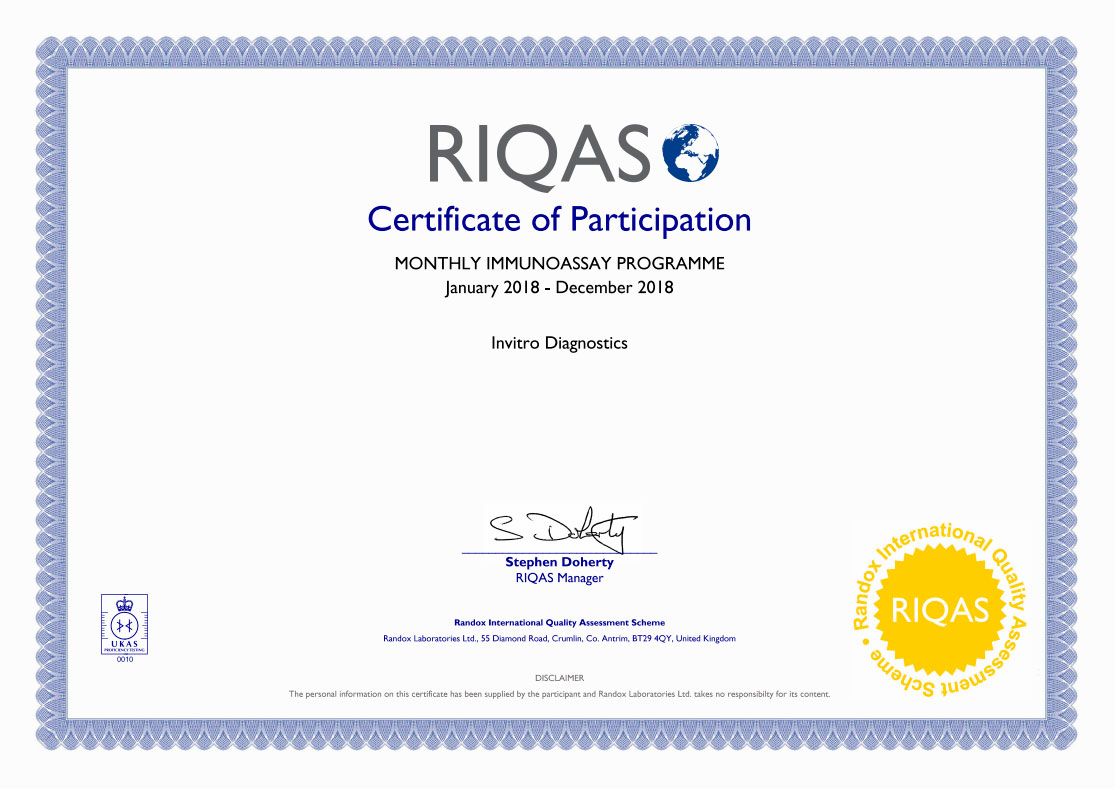 RIQAS
Certificate of Participation
MONTHLY IMMUNOASSAY PROGRAMME
January 2018 - December 2018
Invitro Diagnostics
S Doherty
Stephen Doherty
RIQAS Manager
Randox International Quality Assessment Scheme
Randox Laboratories Ltd., 55 Diamond Road, Crumlin, Co. Antrim, BT29 4QY, United Kingdom
UKAS
PROFICIENCY TESTING
0010
Randox International Quality Assessment Scheme •
RIQAS
DISCLAIMER
The personal information on this certificate has been supplied by the participant and Randox Laboratories Ltd. takes no responsibilty for its content.